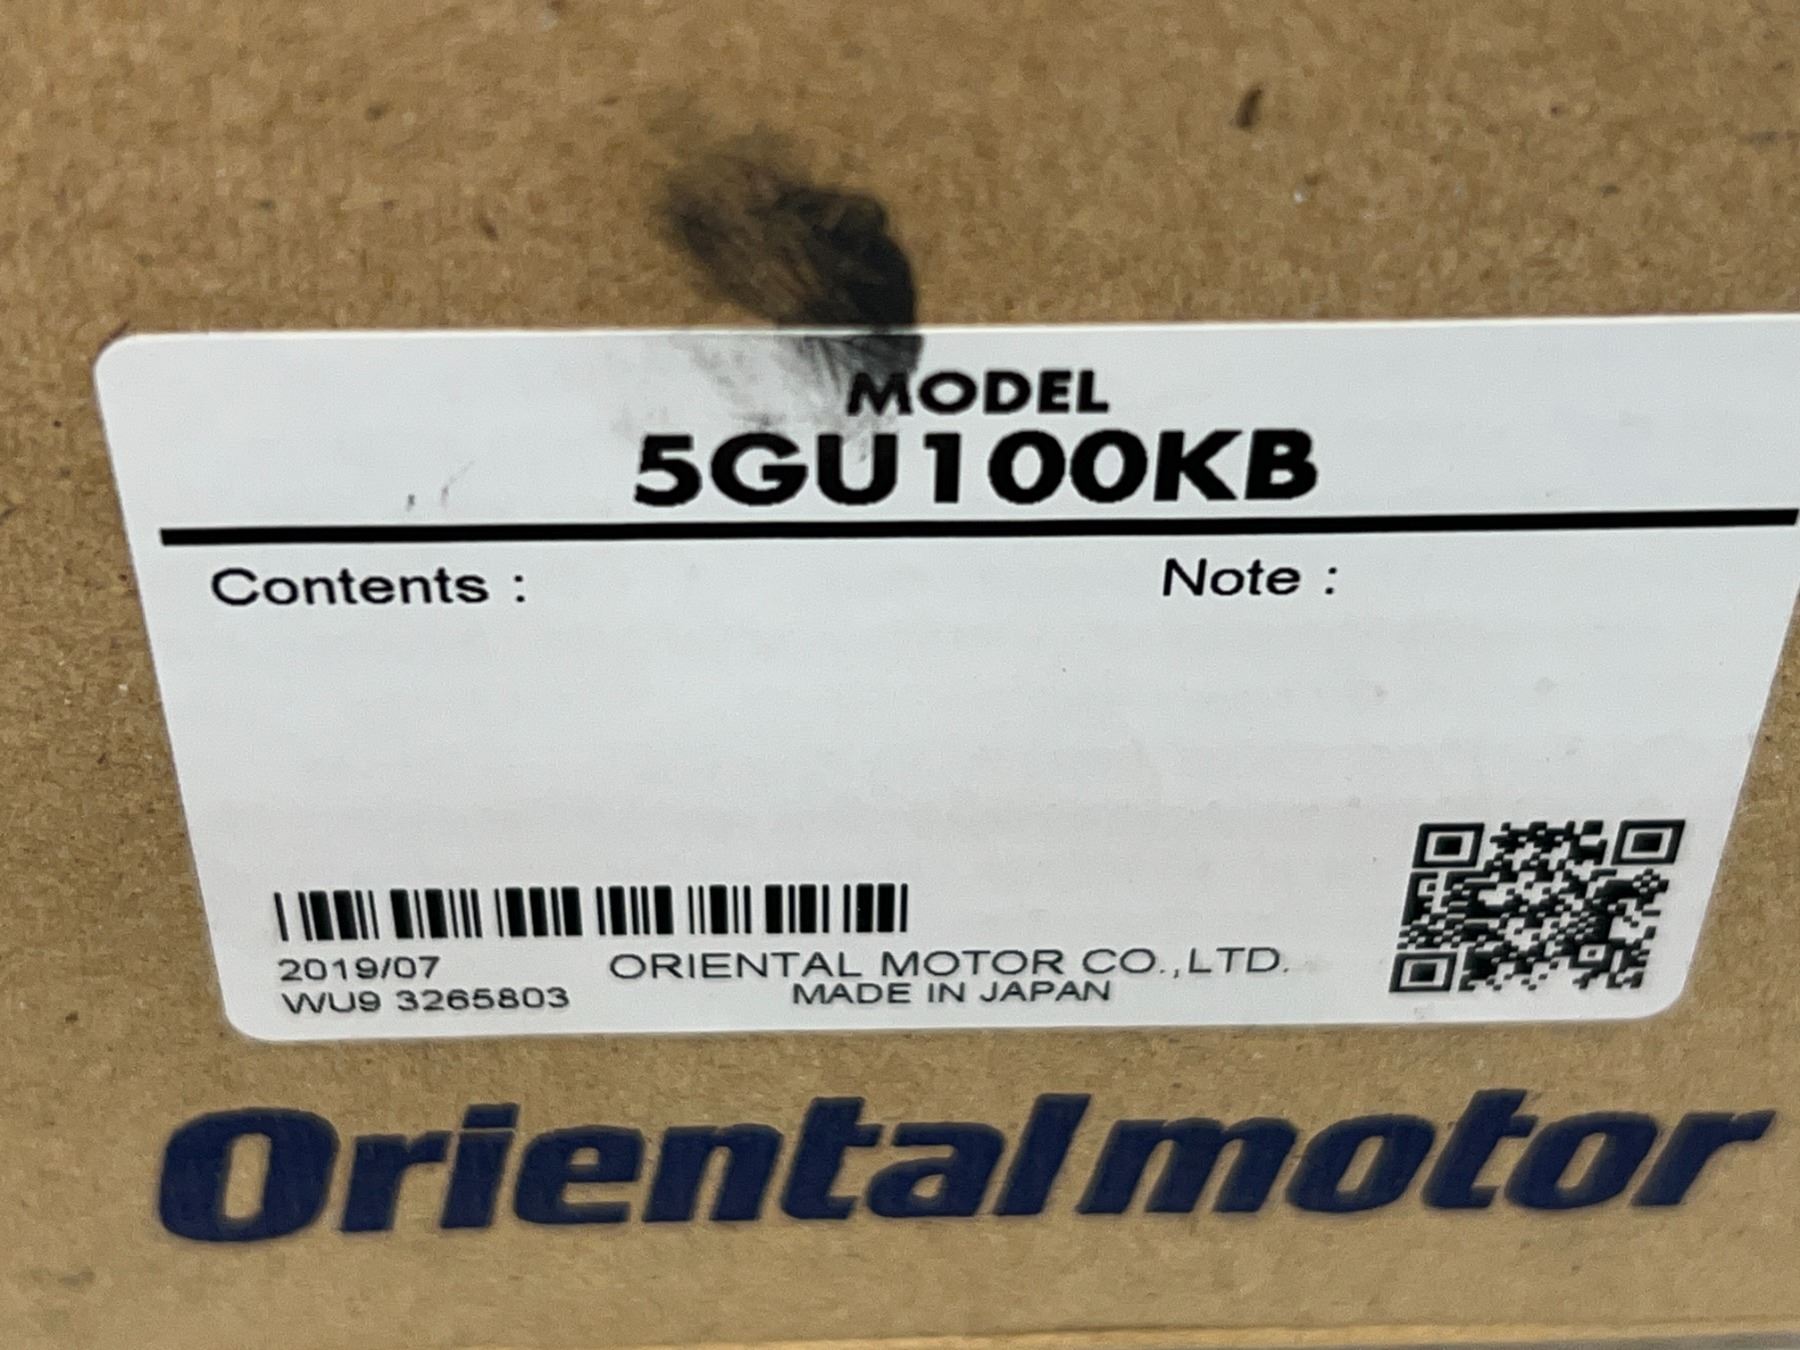 MODEL
5GU100KB
Contents :
Note :
2019/07
WU9 3265803
ORIENTAL MOTOR CO.,LTD.
MADE IN JAPAN
Orientalmotor